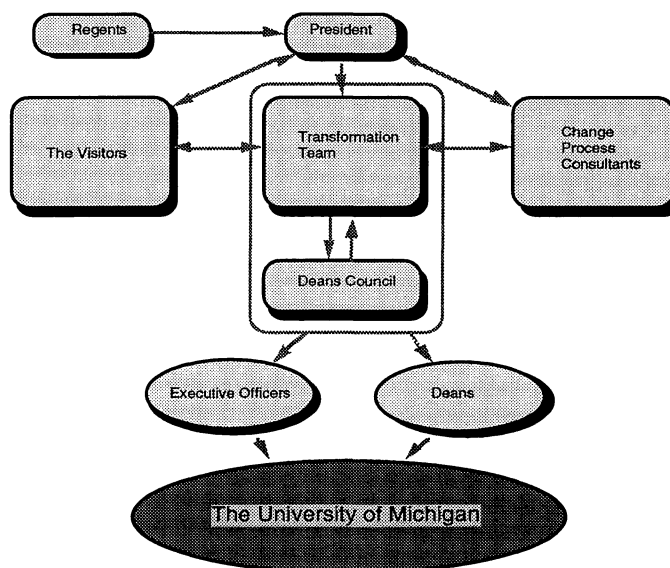 Regents
President
The Visitors
Transformation
Team
Change
Process
Consultants
Deans Council
Executive Officers
Deans
The University of Michigan